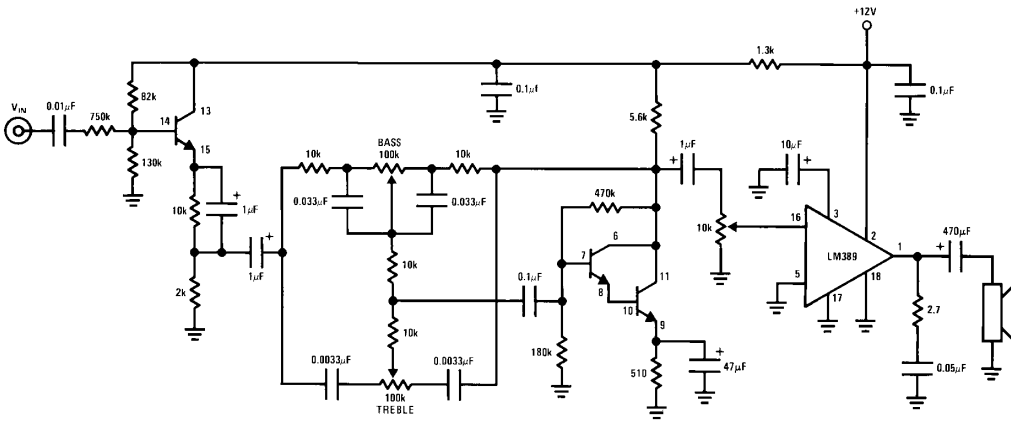 +12V
1.3k
0.1µF
0.1µf
82k
13
VIN
0.01µF
750k
14
15
130k
10k
1µF
1µF
2k
10k
BASS
100k
10k
0.033µF
0.033µF
10k
10k
0.0033µF
0.0033µF
100k
TREBLE
5.6k
470k
0.1µF
6
7
8
11
10
9
180k
510
47µF
1µF
10k
10µF
16
3
2
LM389
1
5
17
18
470µF
2.7
0.05µF